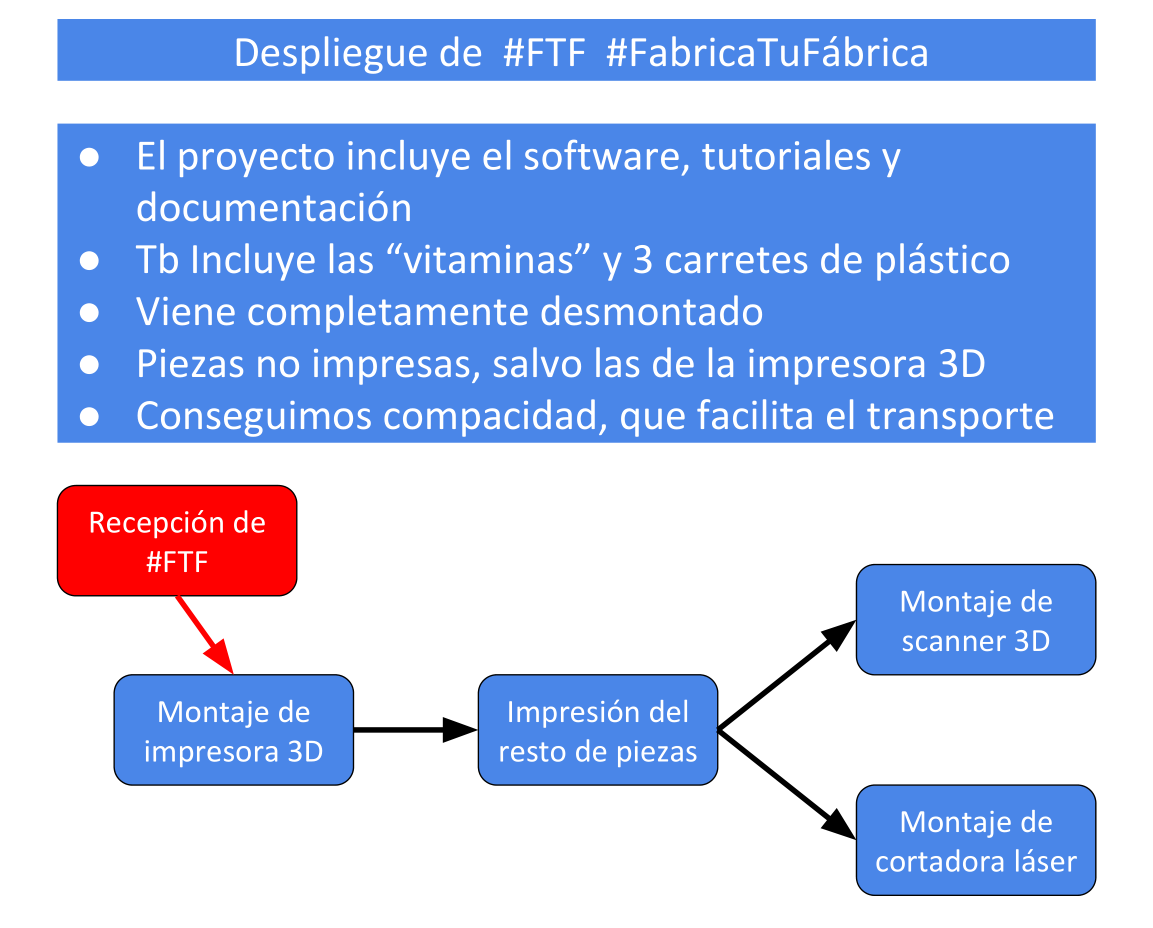 Despliegue de #FTF #FabricaTuFábrica
● El proyecto incluye el software, tutoriales y
documentación
● Tb Incluye las “vitaminas” y 3 carretes de plástico
● Viene completamente desmontado
● Piezas no impresas, salvo las de la impresora 3D
● Conseguimos compacidad, que facilita el transporte
Recepción de
#FTF
Montaje de
impresora 3D
Impresión del
resto de piezas
Montaje de
scanner 3D
Montaje de
cortadora láser